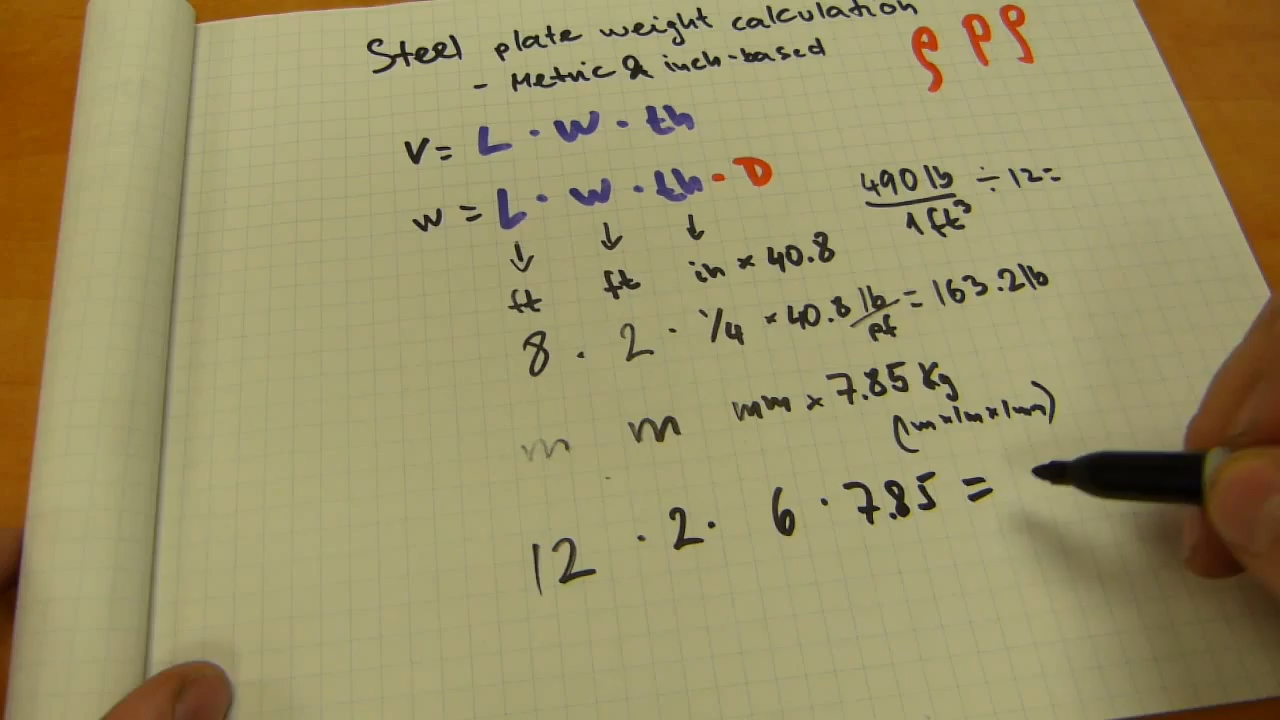 Steel plate weight calculation
- Metric & inch-based
ρ ρ ρ
V = L · W · th
W = L · W · th · D
490 lb / 1 ft³ ÷ 12 =
↓ ↓ ↓
ft ft in × 40.8
8 · 2 · 1/4 × 40.8 lb/pf = 163.2 lb
m m mm × 7.85 Kg
(1m×1m×1mm)
12 · 2 · 6 · 7.85 =